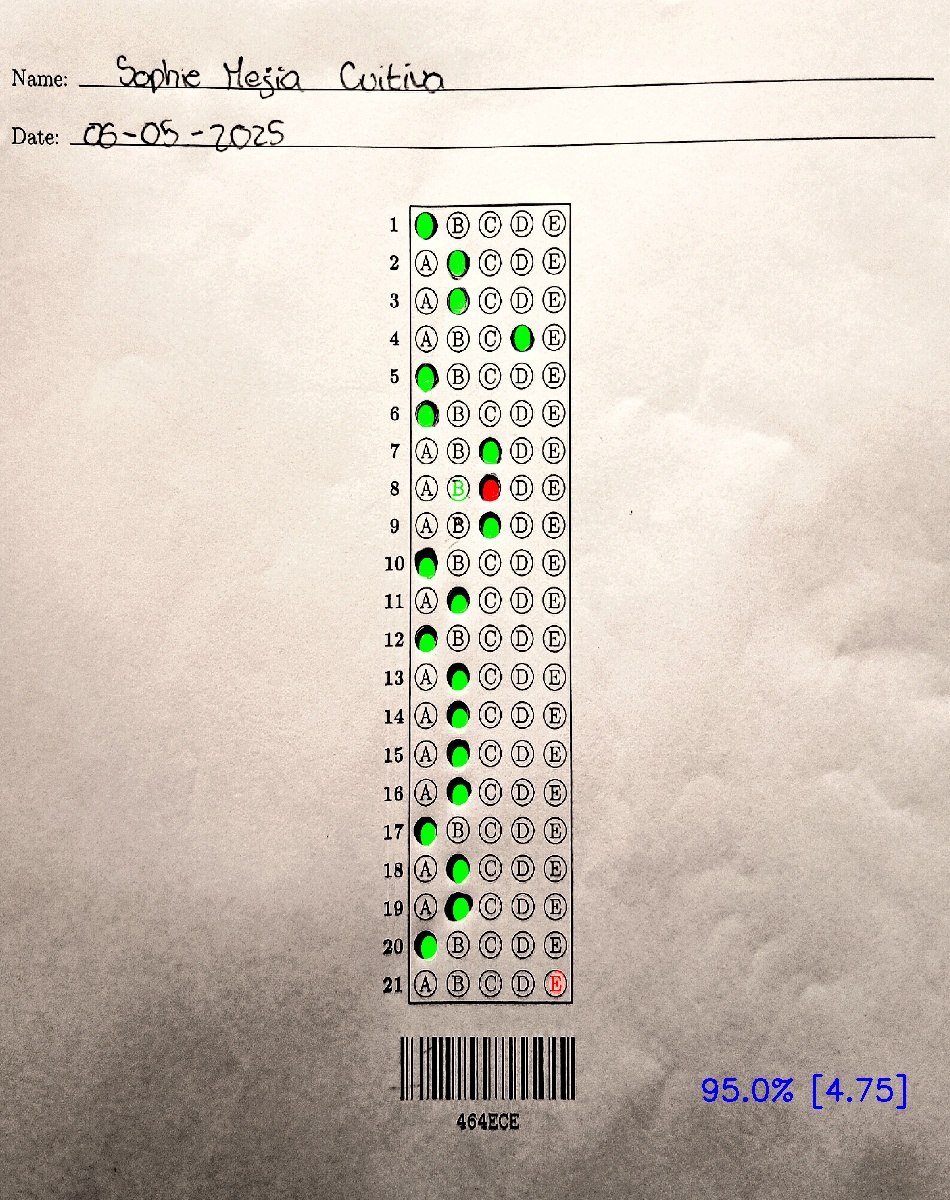 Name: Sophie Mejia Cuitiva
Date: 06-05-2025
1 B C D E
2 A C D E
3 A C D E
4 A B C E
5 B C D E
6 B C D E
7 A B D E
8 A B D E
9 A B D E
10 B C D E
11 A C D E
12 B C D E
13 A C D E
14 A C D E
15 A C D E
16 A C D E
17 B C D E
18 A C D E
19 A C D E
20 B C D E
21 A B C D E
464ECE
95.0% [4.75]